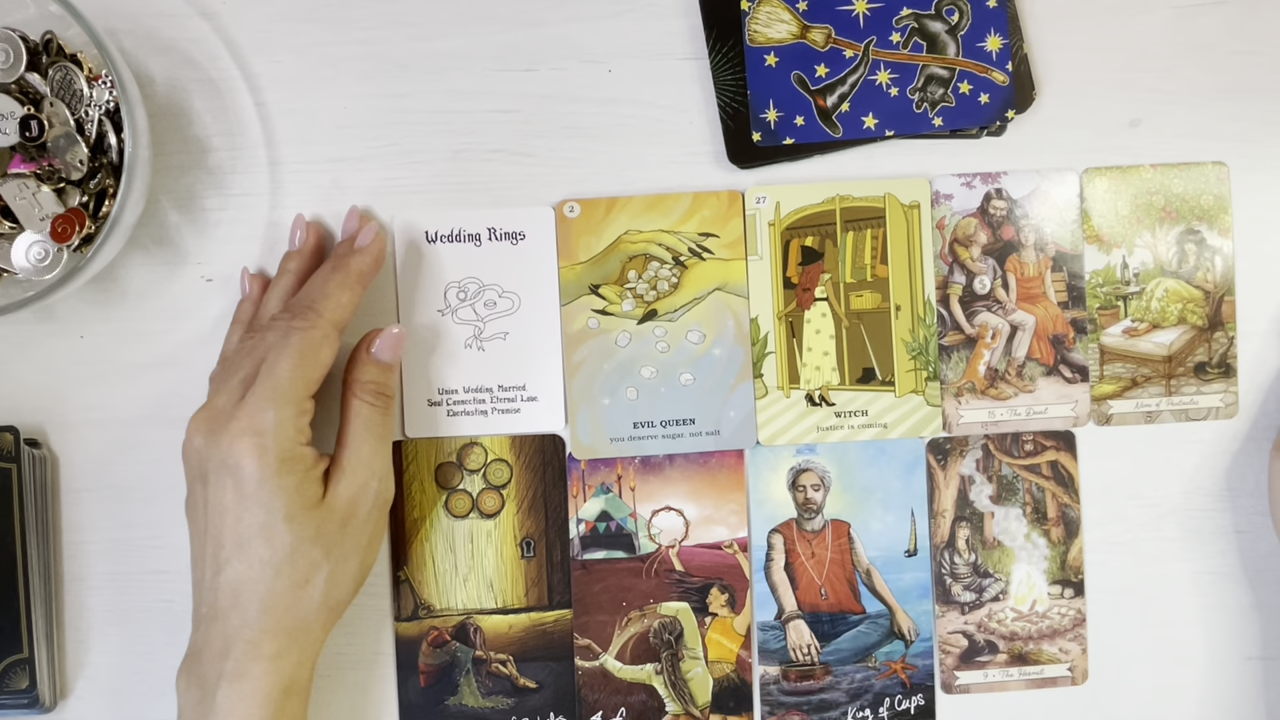 Wedding Rings
Union, Wedding, Married,
Soul Connection, Eternal Love,
Everlasting Promise
2
EVIL QUEEN
you deserve sugar, not salt
27
WITCH
justice is coming
15 • The Devil
Nine of Pentacles
King of Cups
9 • The Hermit
J
5